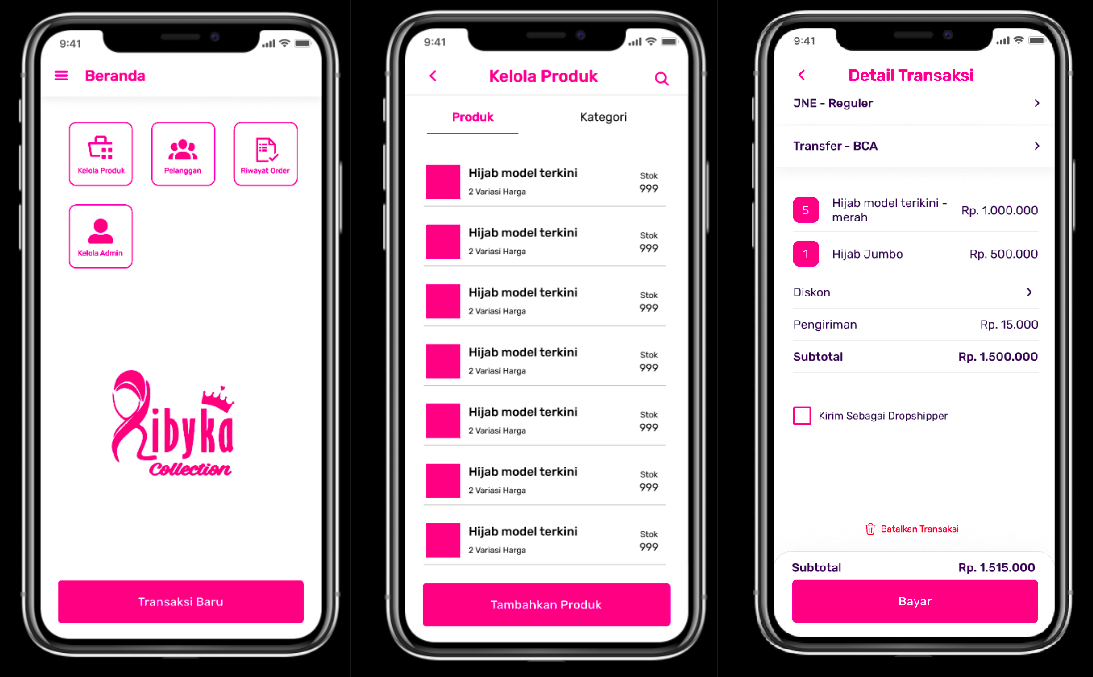 9:41
Beranda
Kelola Produk
Pelanggan
Riwayat Order
Kelola Admin
Ribyka
Collection
Transaksi Baru
9:41
Kelola Produk
Produk
Kategori
Hijab model terkini
2 Variasi Harga
Stok
999
Hijab model terkini
2 Variasi Harga
Stok
999
Hijab model terkini
2 Variasi Harga
Stok
999
Hijab model terkini
2 Variasi Harga
Stok
999
Hijab model terkini
2 Variasi Harga
Stok
999
Hijab model terkini
2 Variasi Harga
Stok
999
Hijab model terkini
2 Variasi Harga
Stok
999
Tambahkan Produk
9:41
Detail Transaksi
JNE - Reguler
Transfer - BCA
5 Hijab model terikini - Rp. 1.000.000
merah
1 Hijab Jumbo Rp. 500.000
Diskon
Pengiriman Rp. 15.000
Subtotal Rp. 1.500.000
Kirim Sebagai Dropshipper
Batalkan Transaksi
Subtotal Rp. 1.515.000
Bayar